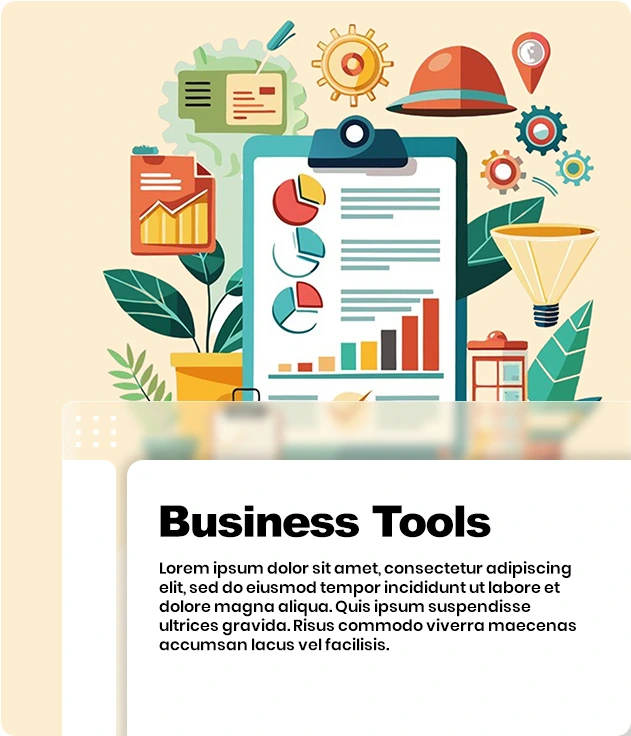 Business Tools
Lorem ipsum dolor sit amet, consectetur adipiscing
elit, sed do eiusmod tempor incididunt ut labore et
dolore magna aliqua. Quis ipsum suspendisse
ultrices gravida. Risus commodo viverra maecenas
accumsan lacus vel facilisis.